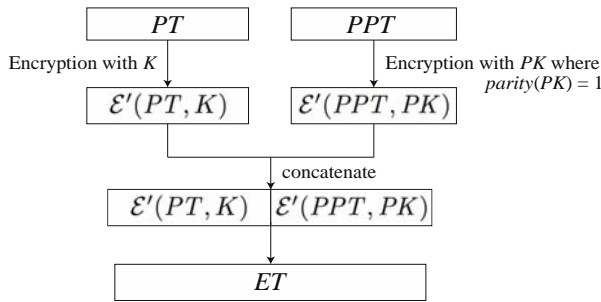 PT
PPT
Encryption with K
Encryption with PK where
parity(PK) = 1
ℰ′(PT, K)
ℰ′(PPT, PK)
concatenate
ℰ′(PT, K) ℰ′(PPT, PK)
ET